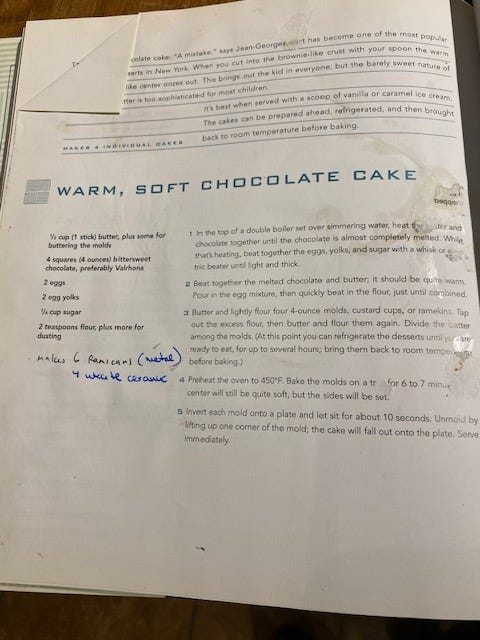 colate cake: "A mistake," says Jean-Georges, it has become one of the most popular
serts in New York. When you cut into the brownie-like crust with your spoon the warm
like center oozes out. This brings out the kid in everyone; but the barely sweet nature of
tter is too sophisticated for most children.
It's best when served with a scoop of vanilla or caramel ice cream.
The cakes can be prepared ahead, refrigerated, and then brought
back to room temperature before baking.
MAKES 4 INDIVIDUAL CAKES
WARM, SOFT CHOCOLATE CAKE
½ cup (1 stick) butter, plus some for
buttering the molds
4 squares (4 ounces) bittersweet
chocolate, preferably Valrhona
2 eggs
2 egg yolks
¼ cup sugar
2 teaspoons flour, plus more for
dusting
makes 6 Ramicans (metal)
4 white ceramic
1 In the top of a double boiler set over simmering water, heat the butter and
chocolate together until the chocolate is almost completely melted. While
that's heating, beat together the eggs, yolks, and sugar with a whisk or
tric beater until light and thick.
2 Beat together the melted chocolate and butter; it should be quite warm.
Pour in the egg mixture, then quickly beat in the flour, just until combined.
3 Butter and lightly flour four 4-ounce molds, custard cups, or ramekins. Tap
out the excess flour, then butter and flour them again. Divide the batter
among the molds. (At this point you can refrigerate the desserts until you are
ready to eat, for up to several hours; bring them back to room temper
before baking.)
4 Preheat the oven to 450°F. Bake the molds on a tr for 6 to 7 minu
center will still be quite soft, but the sides will be set.
5 Invert each mold onto a plate and let sit for about 10 seconds. Unmold by
lifting up one corner of the mold; the cake will fall out onto the plate. Serve
immediately.